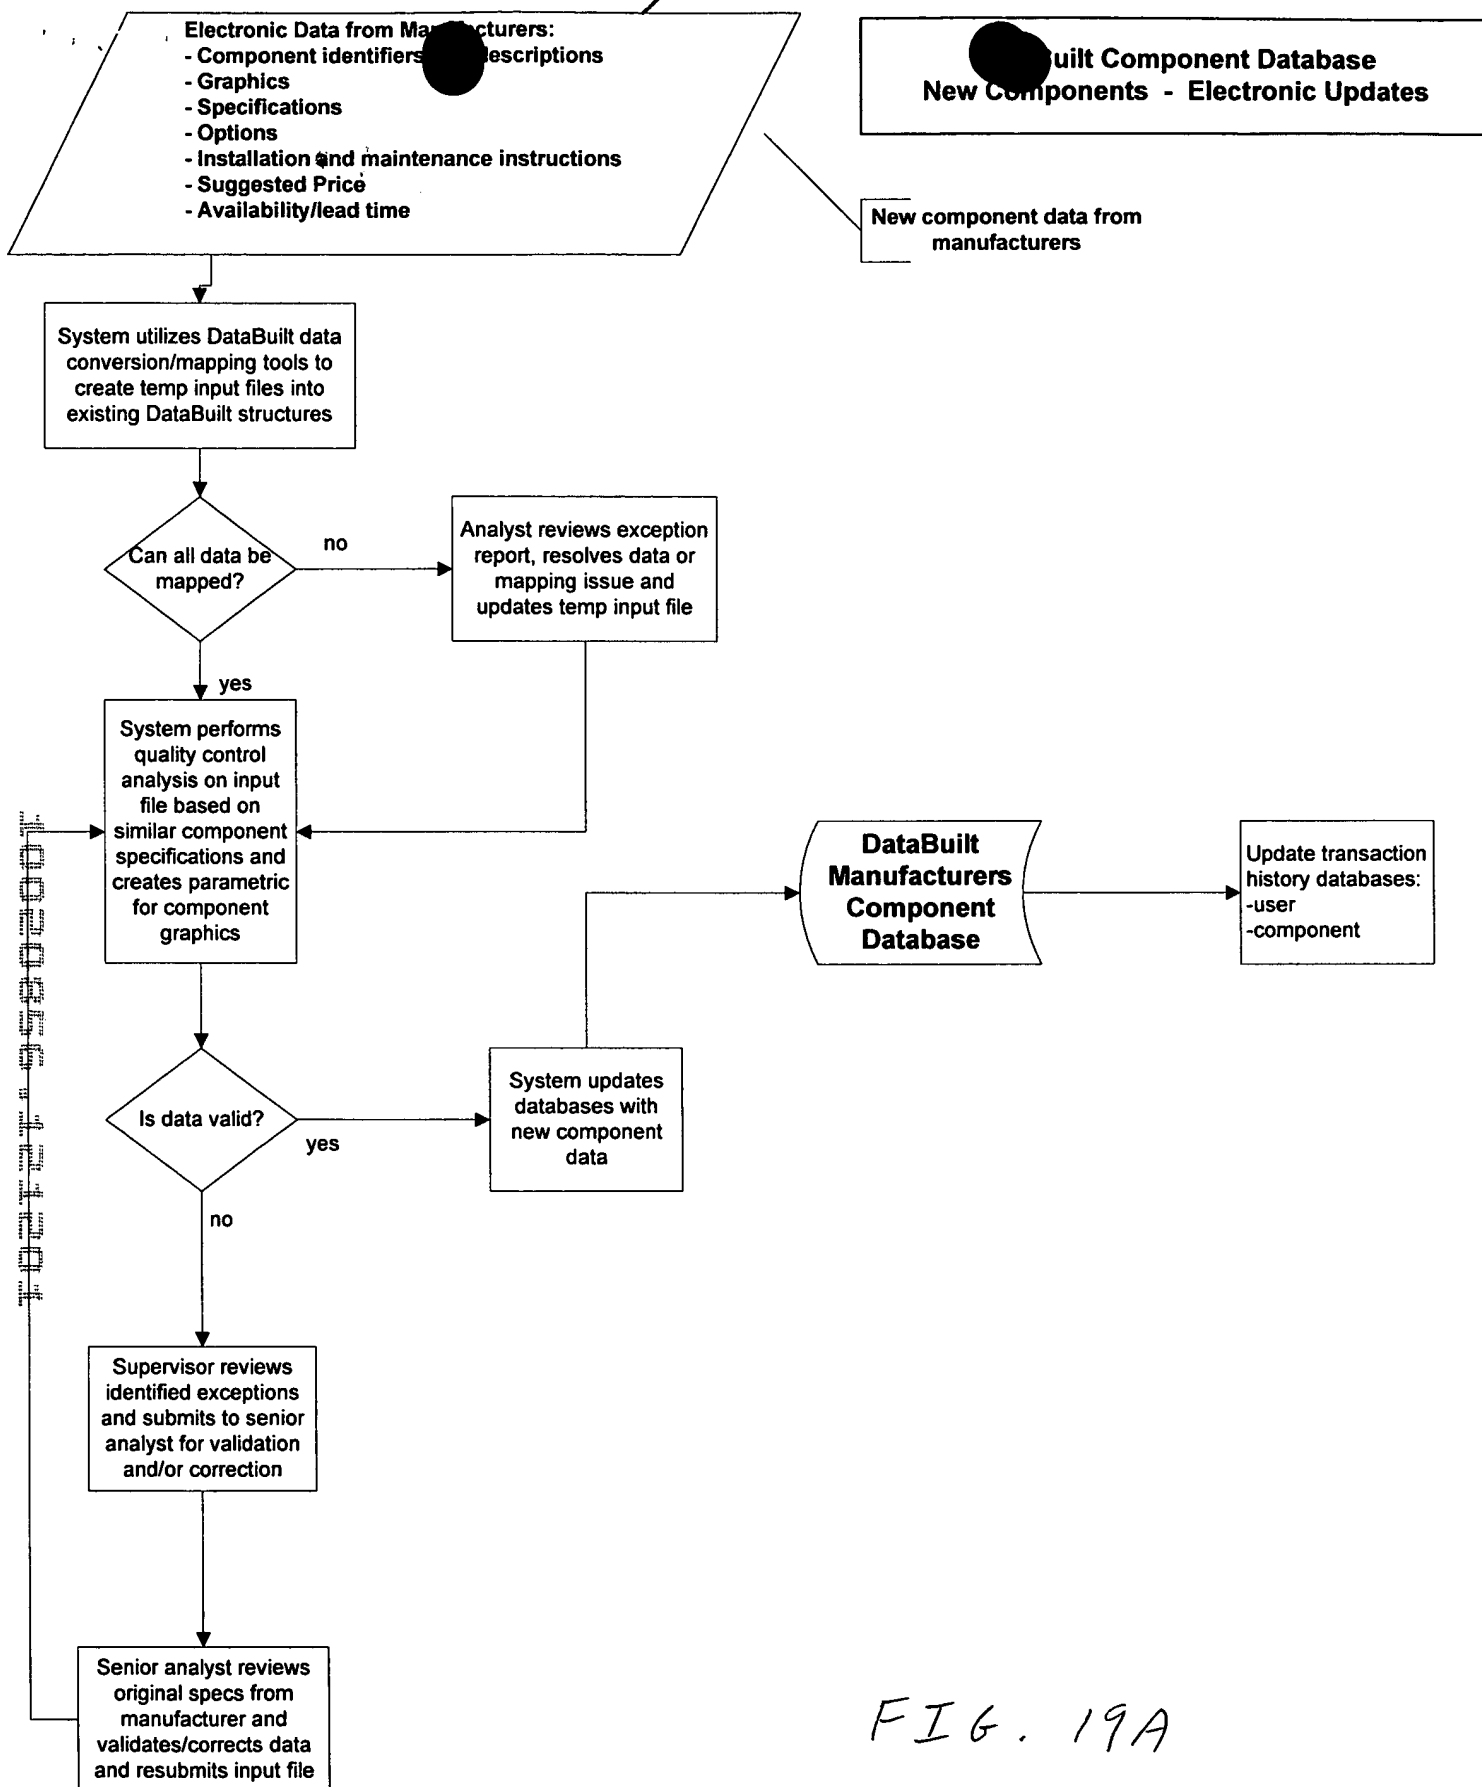 Electronic Data from Manufacturers:
- Component identifiers descriptions
- Graphics
- Specifications
- Options
- Installation and maintenance instructions
- Suggested Price
- Availability/lead time
uilt Component Database
New Components - Electronic Updates
New component data from
manufacturers
System utilizes DataBuilt data
conversion/mapping tools to
create temp input files into
existing DataBuilt structures
Can all data be
mapped?
no
Analyst reviews exception
report, resolves data or
mapping issue and
updates temp input file
yes
System performs
quality control
analysis on input
file based on
similar component
specifications and
creates parametric
for component
graphics
DataBuilt
Manufacturers
Component
Database
Update transaction
history databases:
-user
-component
Is data valid?
yes
System updates
databases with
new component
data
no
Supervisor reviews
identified exceptions
and submits to senior
analyst for validation
and/or correction
Senior analyst reviews
original specs from
manufacturer and
validates/corrects data
and resubmits input file
FIG. 19A